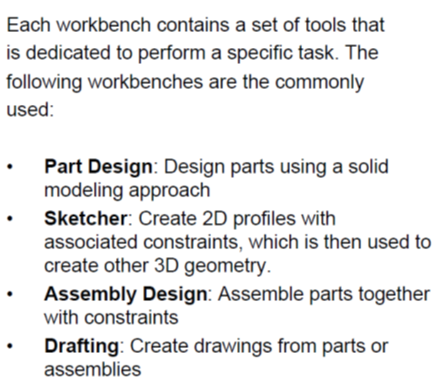 Each workbench contains a set of tools that
is dedicated to perform a specific task. The
following workbenches are the commonly
used:
• Part Design: Design parts using a solid
modeling approach
• Sketcher: Create 2D profiles with
associated constraints, which is then used to
create other 3D geometry.
• Assembly Design: Assemble parts together
with constraints
• Drafting: Create drawings from parts or
assemblies